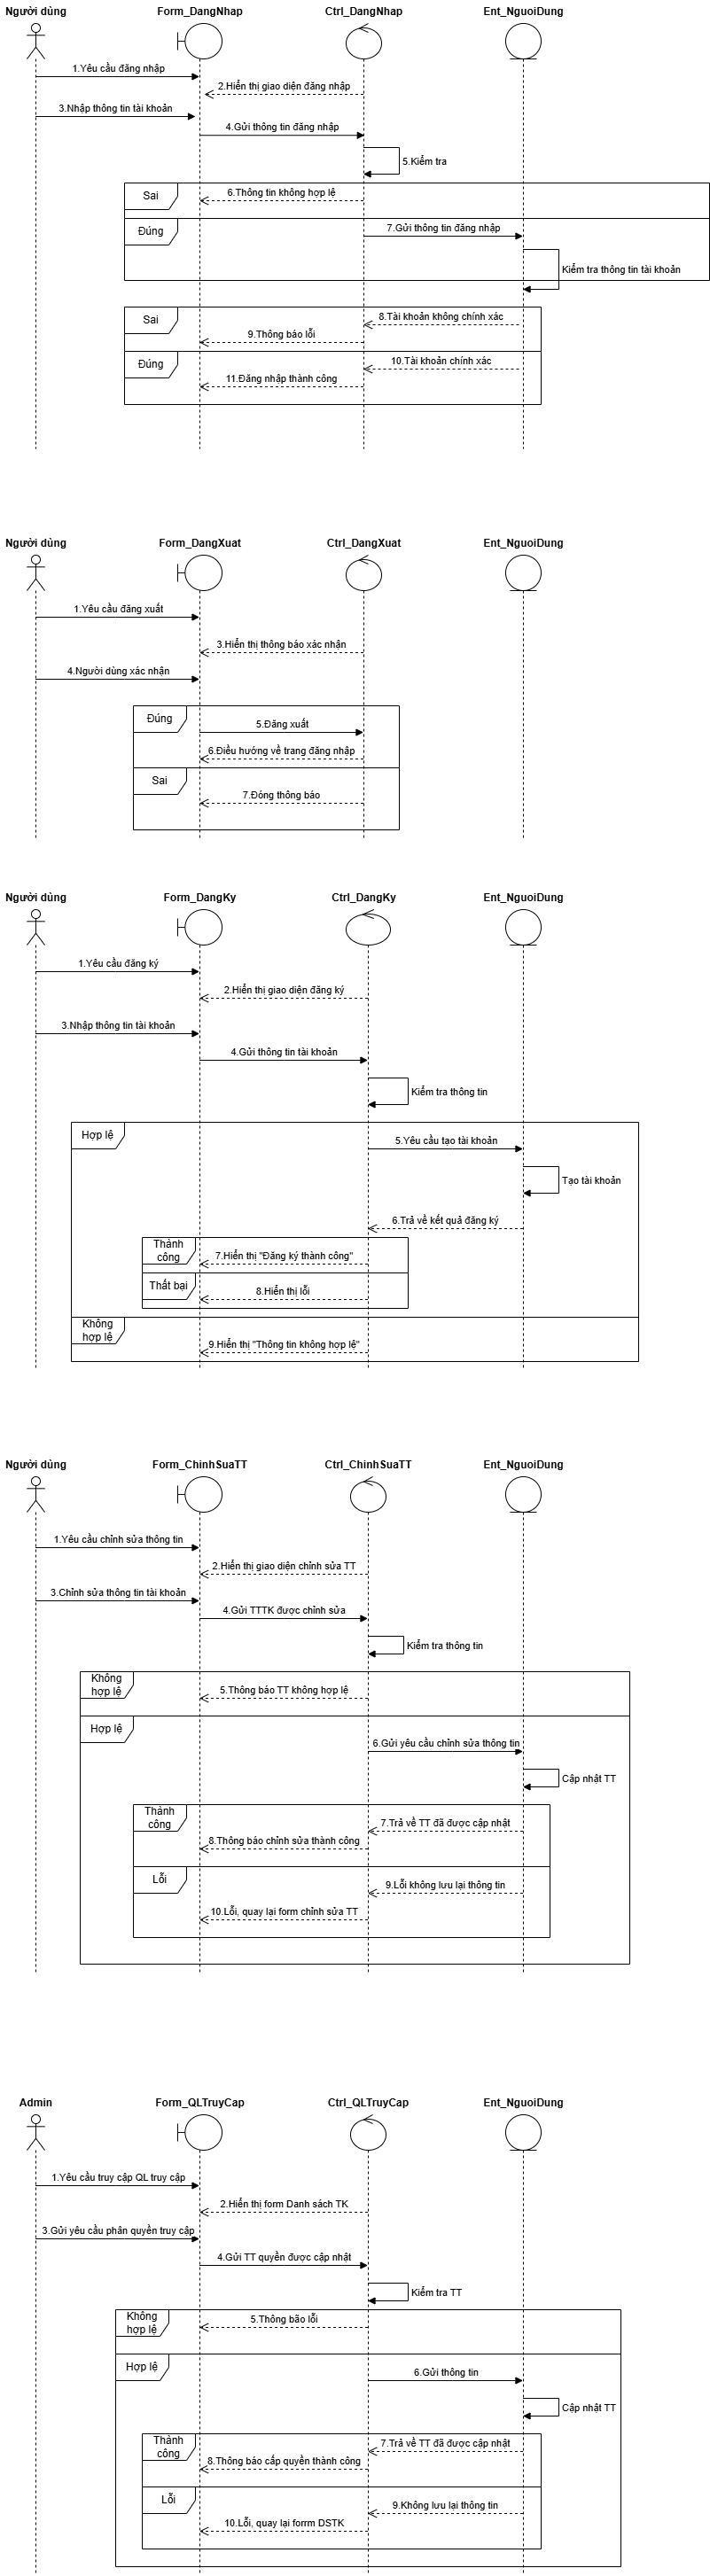 Người dùng
Form_DangNhap
Ctrl_DangNhap
Ent_NguoiDung
1.Yêu cầu đăng nhập
2.Hiển thị giao diện đăng nhập
3.Nhập thông tin tài khoản
4.Gửi thông tin đăng nhập
5.Kiểm tra
Sai
6.Thông tin không hợp lệ
Đúng
7.Gửi thông tin đăng nhập
Kiểm tra thông tin tài khoản
Sai
8.Tài khoản không chính xác
9.Thông báo lỗi
Đúng
10.Tài khoản chính xác
11.Đăng nhập thành công
Người dùng
Form_DangXuat
Ctrl_DangXuat
Ent_NguoiDung
1.Yêu cầu đăng xuất
3.Hiển thị thông báo xác nhận
4.Người dùng xác nhận
Đúng
5.Đăng xuất
6.Điều hướng về trang đăng nhập
Sai
7.Đóng thông báo
Người dùng
Form_DangKy
Ctrl_DangKy
Ent_NguoiDung
1.Yêu cầu đăng ký
2.Hiển thị giao diện đăng ký
3.Nhập thông tin tài khoản
4.Gửi thông tin tài khoản
Kiểm tra thông tin
Hợp lệ
5.Yêu cầu tạo tài khoản
Tạo tài khoản
6.Trả về kết quả đăng ký
Thành
công
7.Hiển thị "Đăng ký thành công"
Thất bại
8.Hiển thị lỗi
Không
hợp lệ
9.Hiển thị "Thông tin không hợp lệ"
Người dùng
Form_ChinhSuaTT
Ctrl_ChinhSuaTT
Ent_NguoiDung
1.Yêu cầu chỉnh sửa thông tin
2.Hiển thị giao diện chỉnh sửa TT
3.Chỉnh sửa thông tin tài khoản
4.Gửi TTTK được chỉnh sửa
Kiểm tra thông tin
Không
hợp lệ
5.Thông báo TT không hợp lệ
Hợp lệ
6.Gửi yêu cầu chỉnh sửa thông tin
Cập nhật TT
Thành
công
7.Trả về TT đã được cập nhật
8.Thông báo chỉnh sửa thành công
Lỗi
9.Lỗi không lưu lại thông tin
10.Lỗi, quay lại form chỉnh sửa TT
Admin
Form_QLTruyCap
Ctrl_QLTruyCap
Ent_NguoiDung
1.Yêu cầu truy cập QL truy cập
2.Hiển thị form Danh sách TK
3.Gửi yêu cầu phân quyền truy cập
4.Gửi TT quyền được cập nhật
Kiểm tra TT
Không
hợp lệ
5.Thông bão lỗi
Hợp lệ
6.Gửi thông tin
Cập nhật TT
Thành
công
7.Trả về TT đã được cập nhật
8.Thông báo cấp quyền thành công
Lỗi
9.Không lưu lại thông tin
10.Lỗi, quay lại forrm DSTK